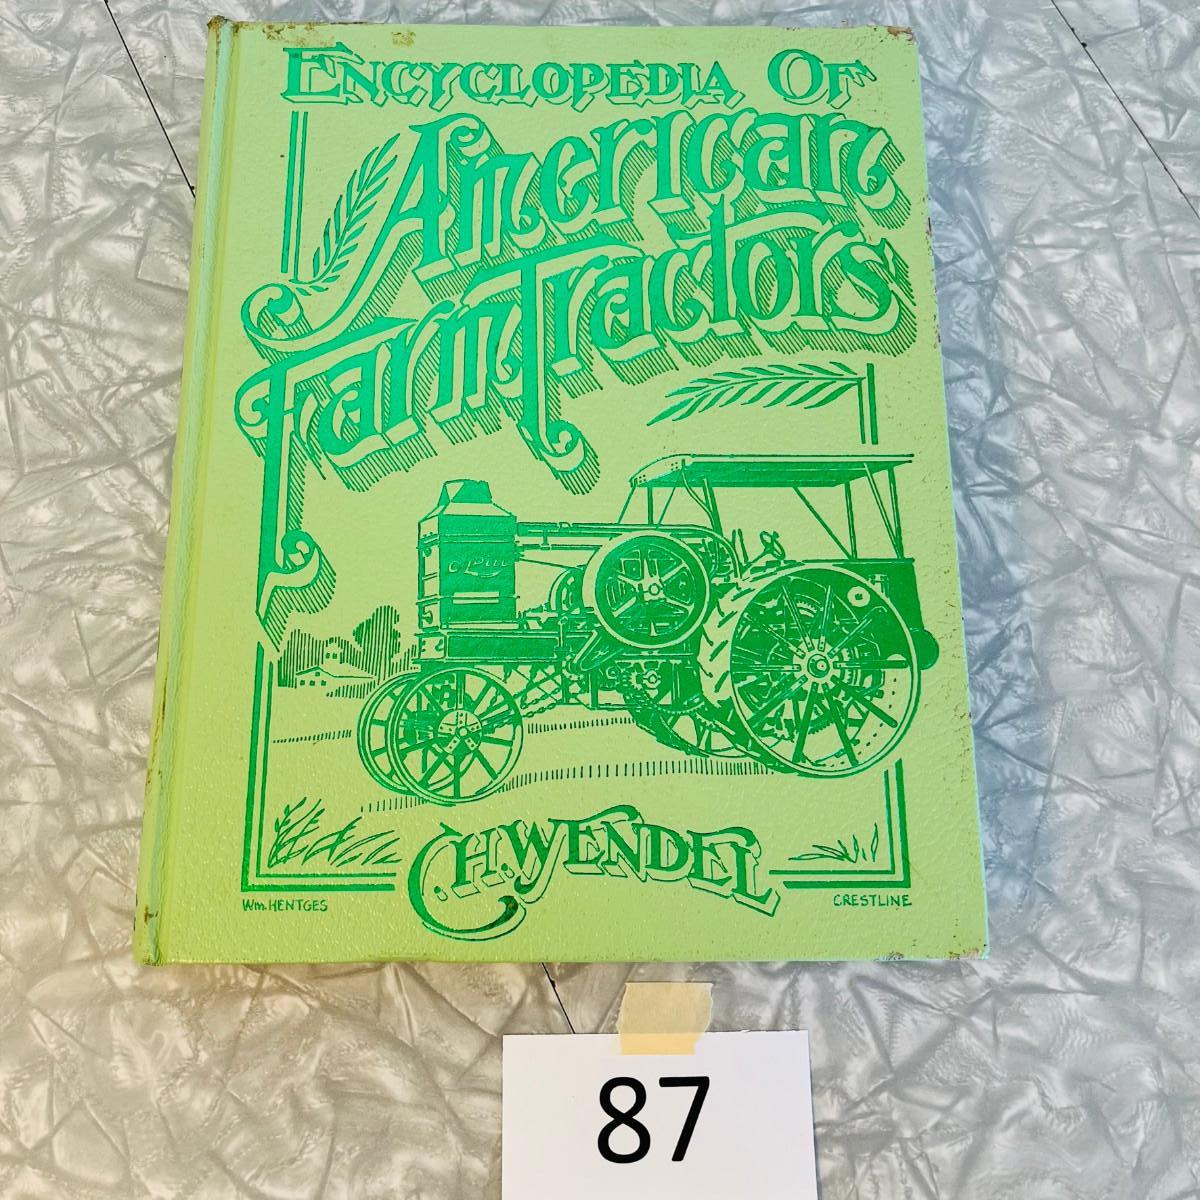 ENCYCLOPEDIA OF
American
Farm Tractors
C.H. WENDEL
Wm. HENTGES
CRESTLINE
87